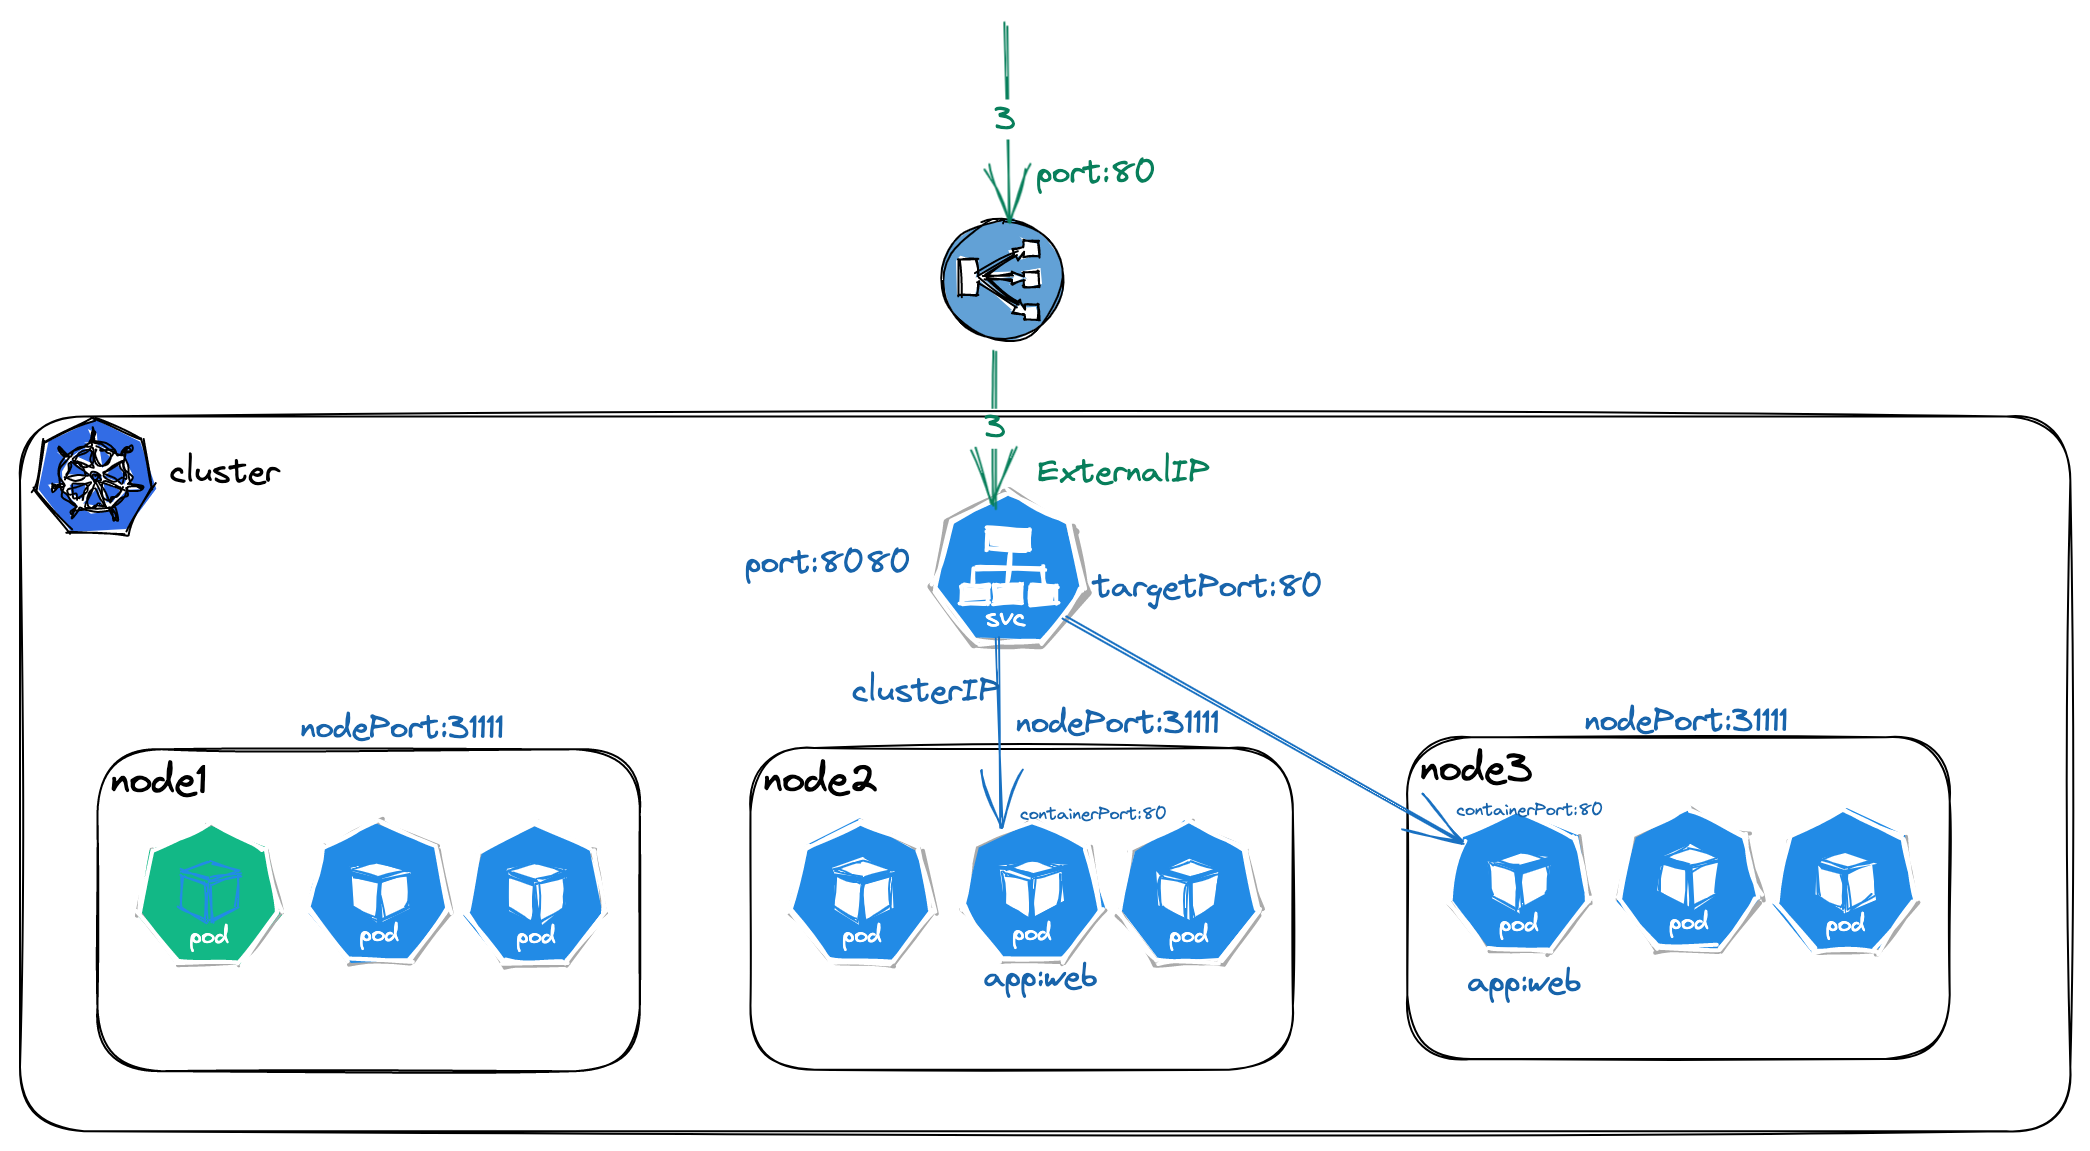 3
port:80
3
cluster
ExternalIP
port:8080
targetPort:80
svc
clusterIP
nodePort:31111
nodePort:31111
nodePort:31111
node1
node2
node3
containerPort:80
containerPort:80
pod
pod
pod
pod
pod
pod
pod
pod
pod
app:web
app:web